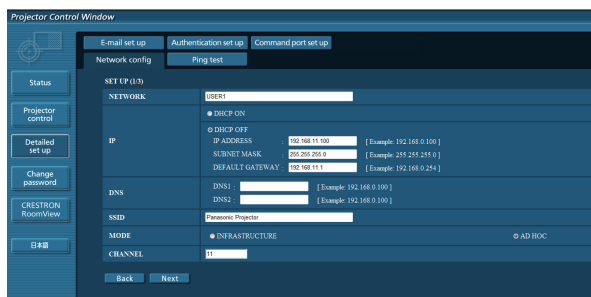 Projector Control Window
E-mail set up Authentication set up Command port set up
Network config Ping test
Status
Projector control
Detailed set up
Change password
CRESTRON RoomView
日本語
SET UP (1/3)
NETWORK USER1
IP DHCP ON
DHCP OFF
IP ADDRESS : 192.168.11.100 [ Example: 192.168.0.100 ]
SUBNET MASK : 255.255.255.0 [ Example: 255.255.255.0 ]
DEFAULT GATEWAY : 192.168.11.1 [ Example: 192.168.0.254 ]
DNS DNS1 : [ Example: 192.168.0.100 ]
DNS2 : [ Example: 192.168.0.100 ]
SSID Panasonic Projector
MODE INFRASTRUCTURE AD HOC
CHANNEL 11
Back Next